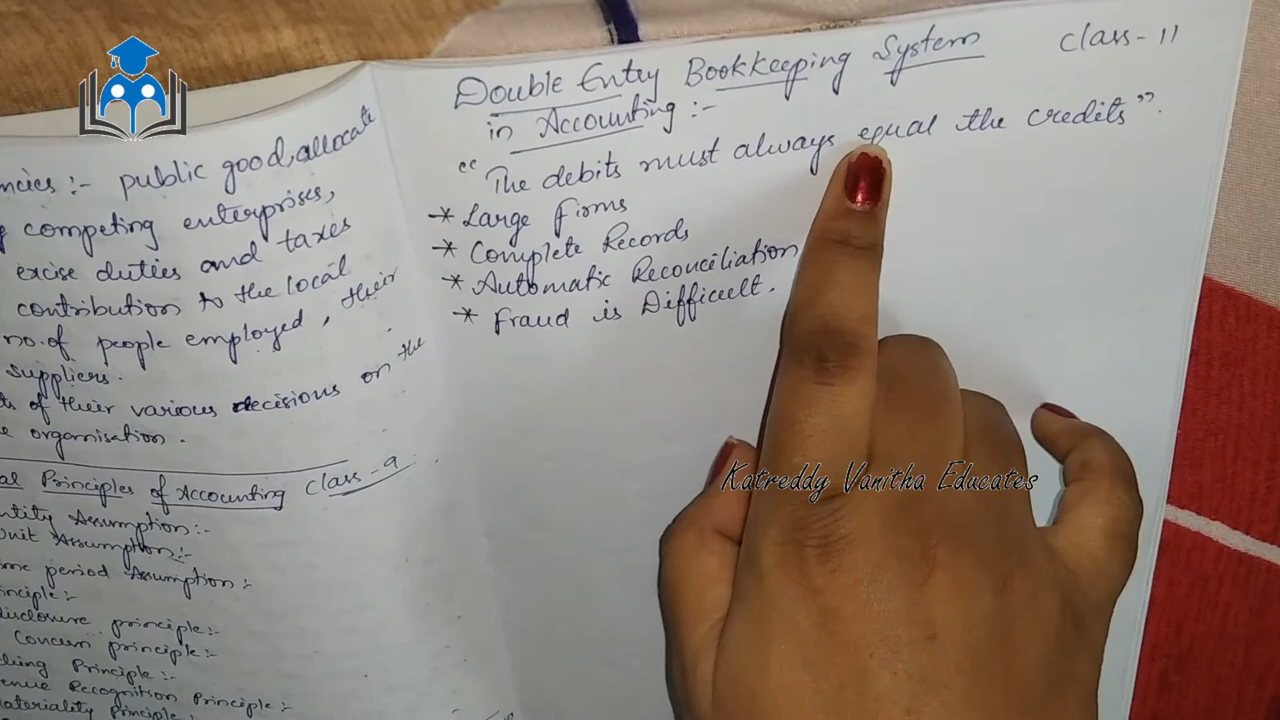 Double Entry Bookkeeping System
in Accounting :-
Class - 11
"The debits must always equal the credits".
* Large firms
* Complete Records
* Automatic Reconciliation
* Fraud is Difficult.
public good, allocate
competing enterprises,
excise duties and taxes
contribution to the local
no. of people employed, their
suppliers.
of their various decisions on the
organisation.
Principles of Accounting Class - 9
Assumption :-
Assumption :-
period Assumption :-
principle :-
Concern principle :-
Principle :-
Recognition Principle :-
Principle :-
Katreddy Vanitha Educates